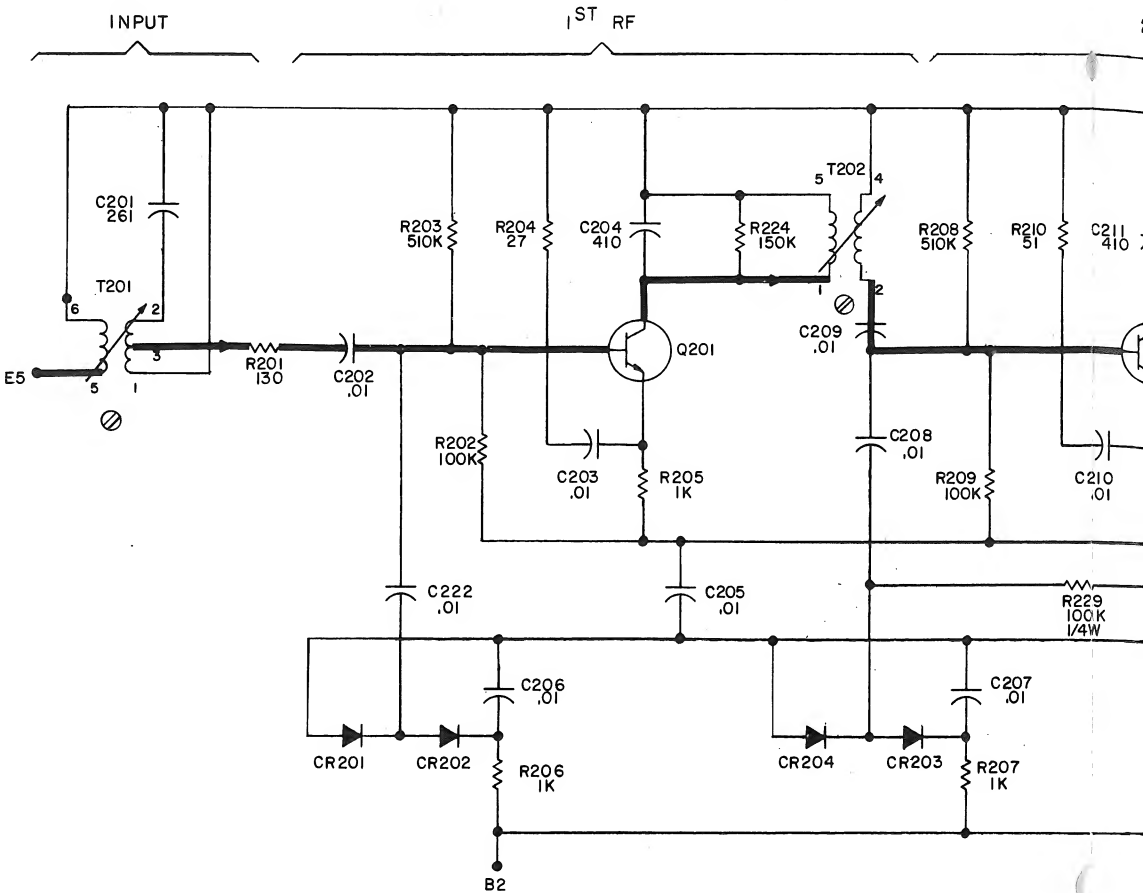 INPUT
1ST RF
2
C201
261
T201
6
2
3
5
1
E5
R201
130
C202
.01
R203
510K
R204
27
C204
410
R224
150K
T202
5
4
1
2
R208
510K
R210
51
C211
410
Q201
C209
.01
R202
100K
C203
.01
R205
1K
C208
.01
R209
100K
C210
.01
C222
.01
C205
.01
R229
100K
1/4W
C206
.01
C207
.01
CR201
CR202
R206
1K
CR204
CR203
R207
1K
B2